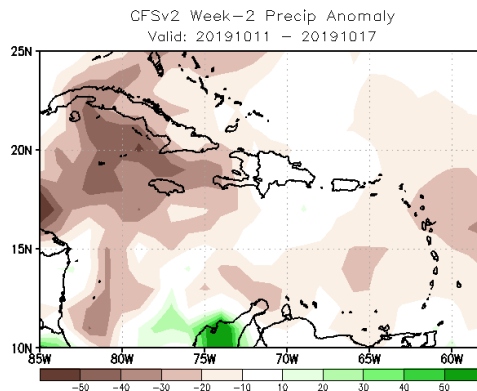 CFSv2 Week-2 Precip Anomaly
Valid: 20191011 - 20191017
25N
20N
15N
10N
85W 80W 75W 70W 65W 60W
-50 -40 -30 -20 -10 10 20 30 40 50